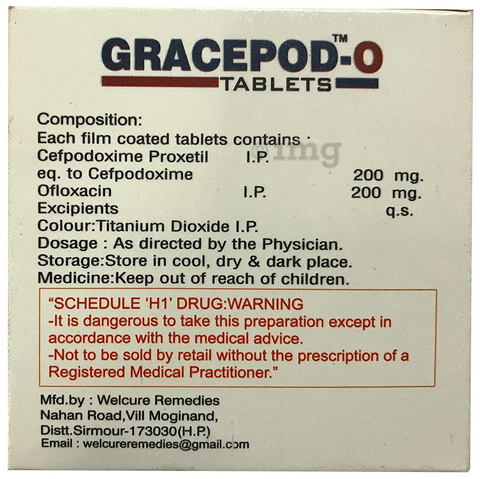 GRACEPOD-O™
TABLETS
Composition:
Each film coated tablets contains :
Cefpodoxime Proxetil I.P.
eq. to Cefpodoxime 200 mg.
Ofloxacin I.P. 200 mg.
Excipients q.s.
Colour:Titanium Dioxide I.P.
Dosage : As directed by the Physician.
Storage:Store in cool, dry & dark place.
Medicine:Keep out of reach of children.
“SCHEDULE ‘H1’ DRUG:WARNING
-It is dangerous to take this preparation except in
accordance with the medical advice.
-Not to be sold by retail without the prescription of a
Registered Medical Practitioner.”
Mfd.by : Welcure Remedies
Nahan Road,Vill Moginand,
Distt.Sirmour-173030(H.P.)
Email : welcureremedies@gmail.com